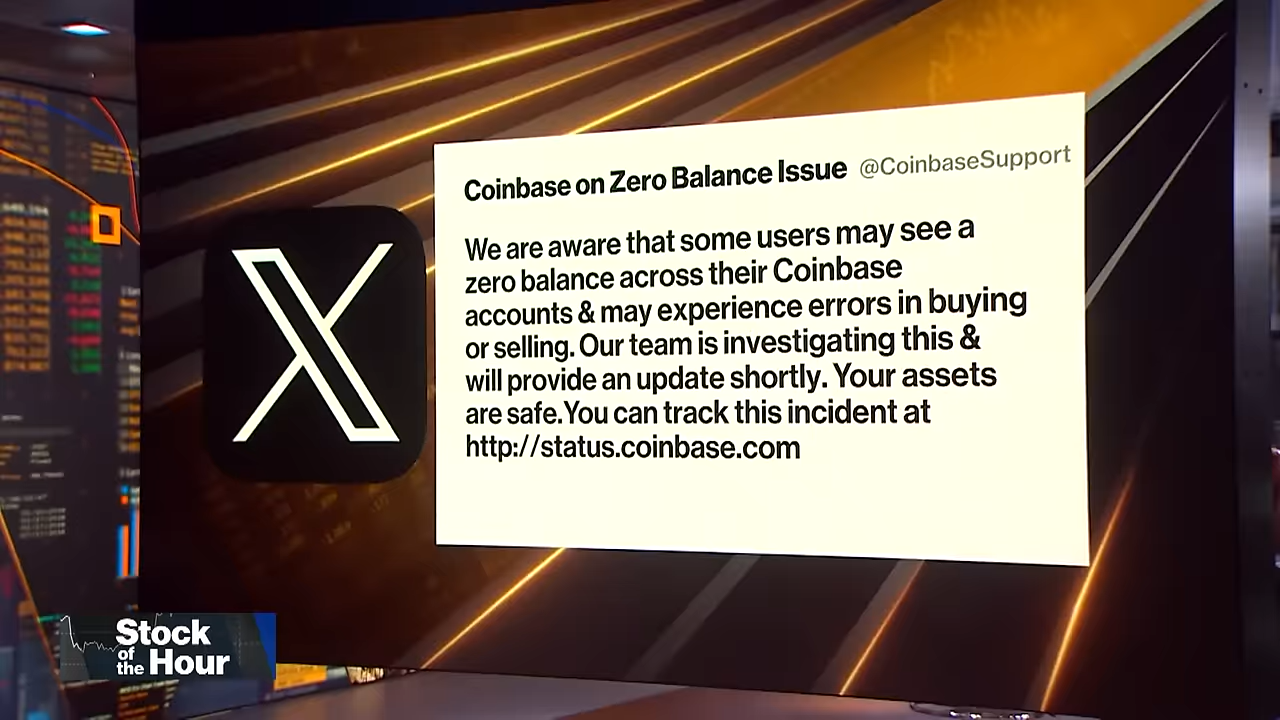 Coinbase on Zero Balance Issue @CoinbaseSupport
We are aware that some users may see a
zero balance across their Coinbase
accounts & may experience errors in buying
or selling. Our team is investigating this &
will provide an update shortly. Your assets
are safe.You can track this incident at
http://status.coinbase.com
Stock
of
the Hour